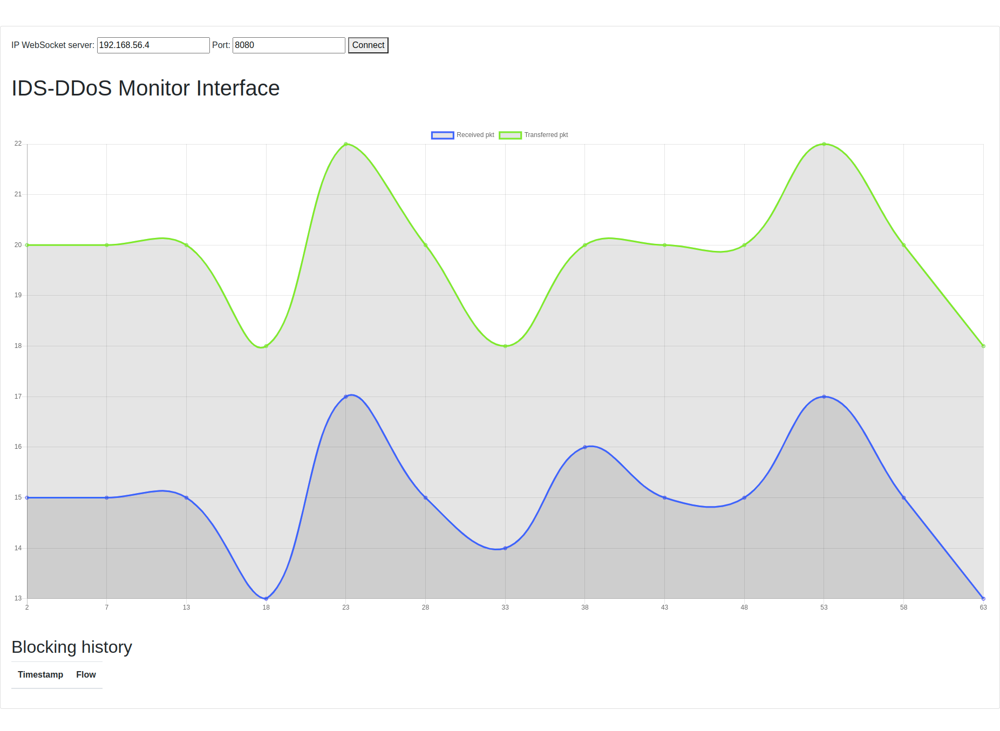 IP WebSocket server: 192.168.56.4 Port: 8080 Connect
IDS-DDoS Monitor Interface
Received pkt Transferred pkt
22
21
20
19
18
17
16
15
14
13
2 7 13 18 23 28 33 38 43 48 53 58 63
Blocking history
Timestamp Flow